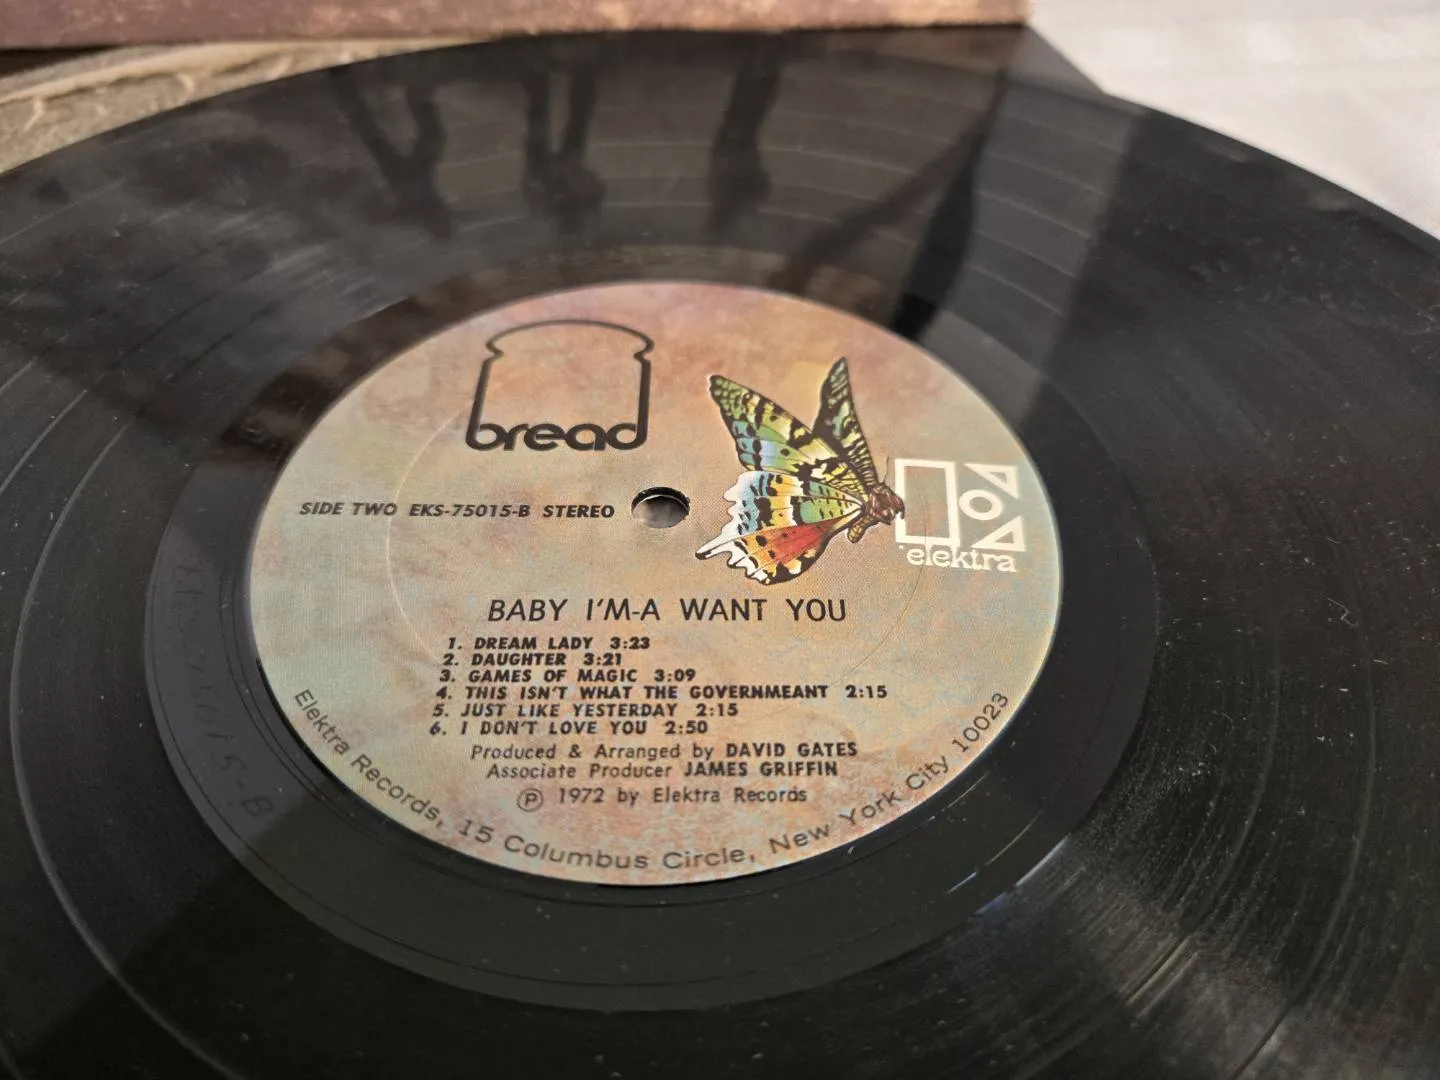 bread
elektra
SIDE TWO EKS-75015-B STEREO
BABY I'M-A WANT YOU
1. DREAM LADY 3:23
2. DAUGHTER 3:21
3. GAMES OF MAGIC 3:09
4. THIS ISN'T WHAT THE GOVERNMEANT 2:15
5. JUST LIKE YESTERDAY 2:15
6. I DON'T LOVE YOU 2:50
Produced & Arranged by DAVID GATES
Associate Producer JAMES GRIFFIN
Ⓟ 1972 by Elektra Records
Elektra Records, 15 Columbus Circle, New York City 10023